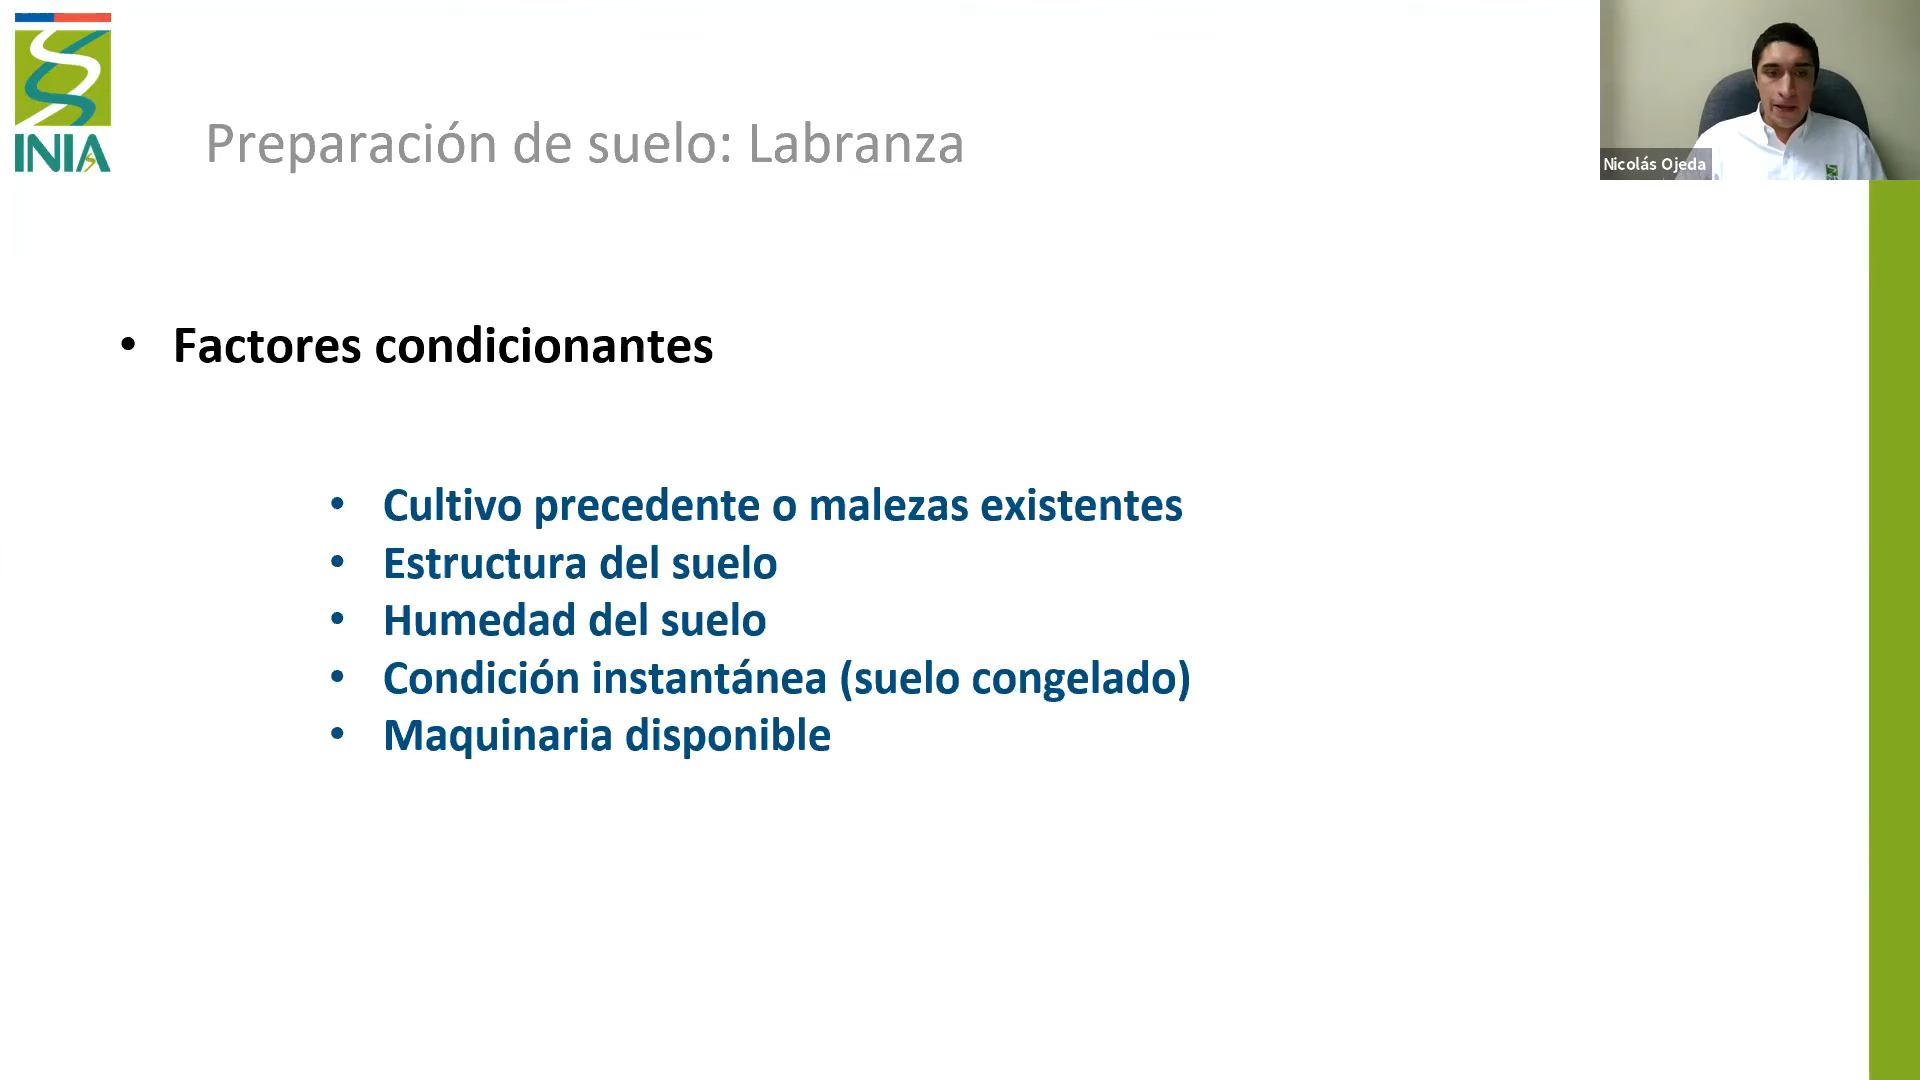 INIA
Preparación de suelo: Labranza
Nicolás Ojeda
• Factores condicionantes
• Cultivo precedente o malezas existentes
• Estructura del suelo
• Humedad del suelo
• Condición instantánea (suelo congelado)
• Maquinaria disponible